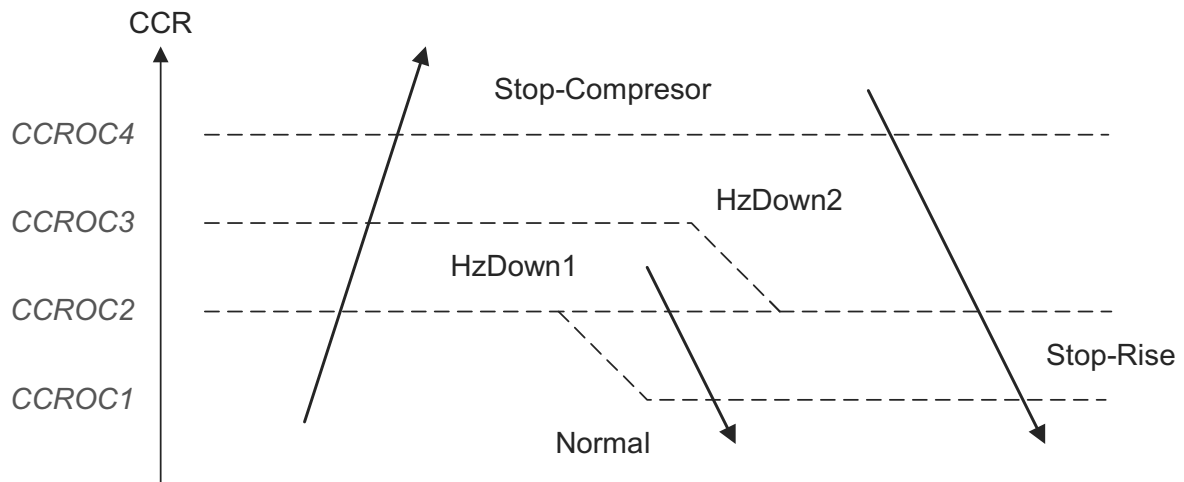 CCR
Stop-Compresor
CCROC4
HzDown2
CCROC3
HzDown1
CCROC2
Stop-Rise
CCROC1
Normal